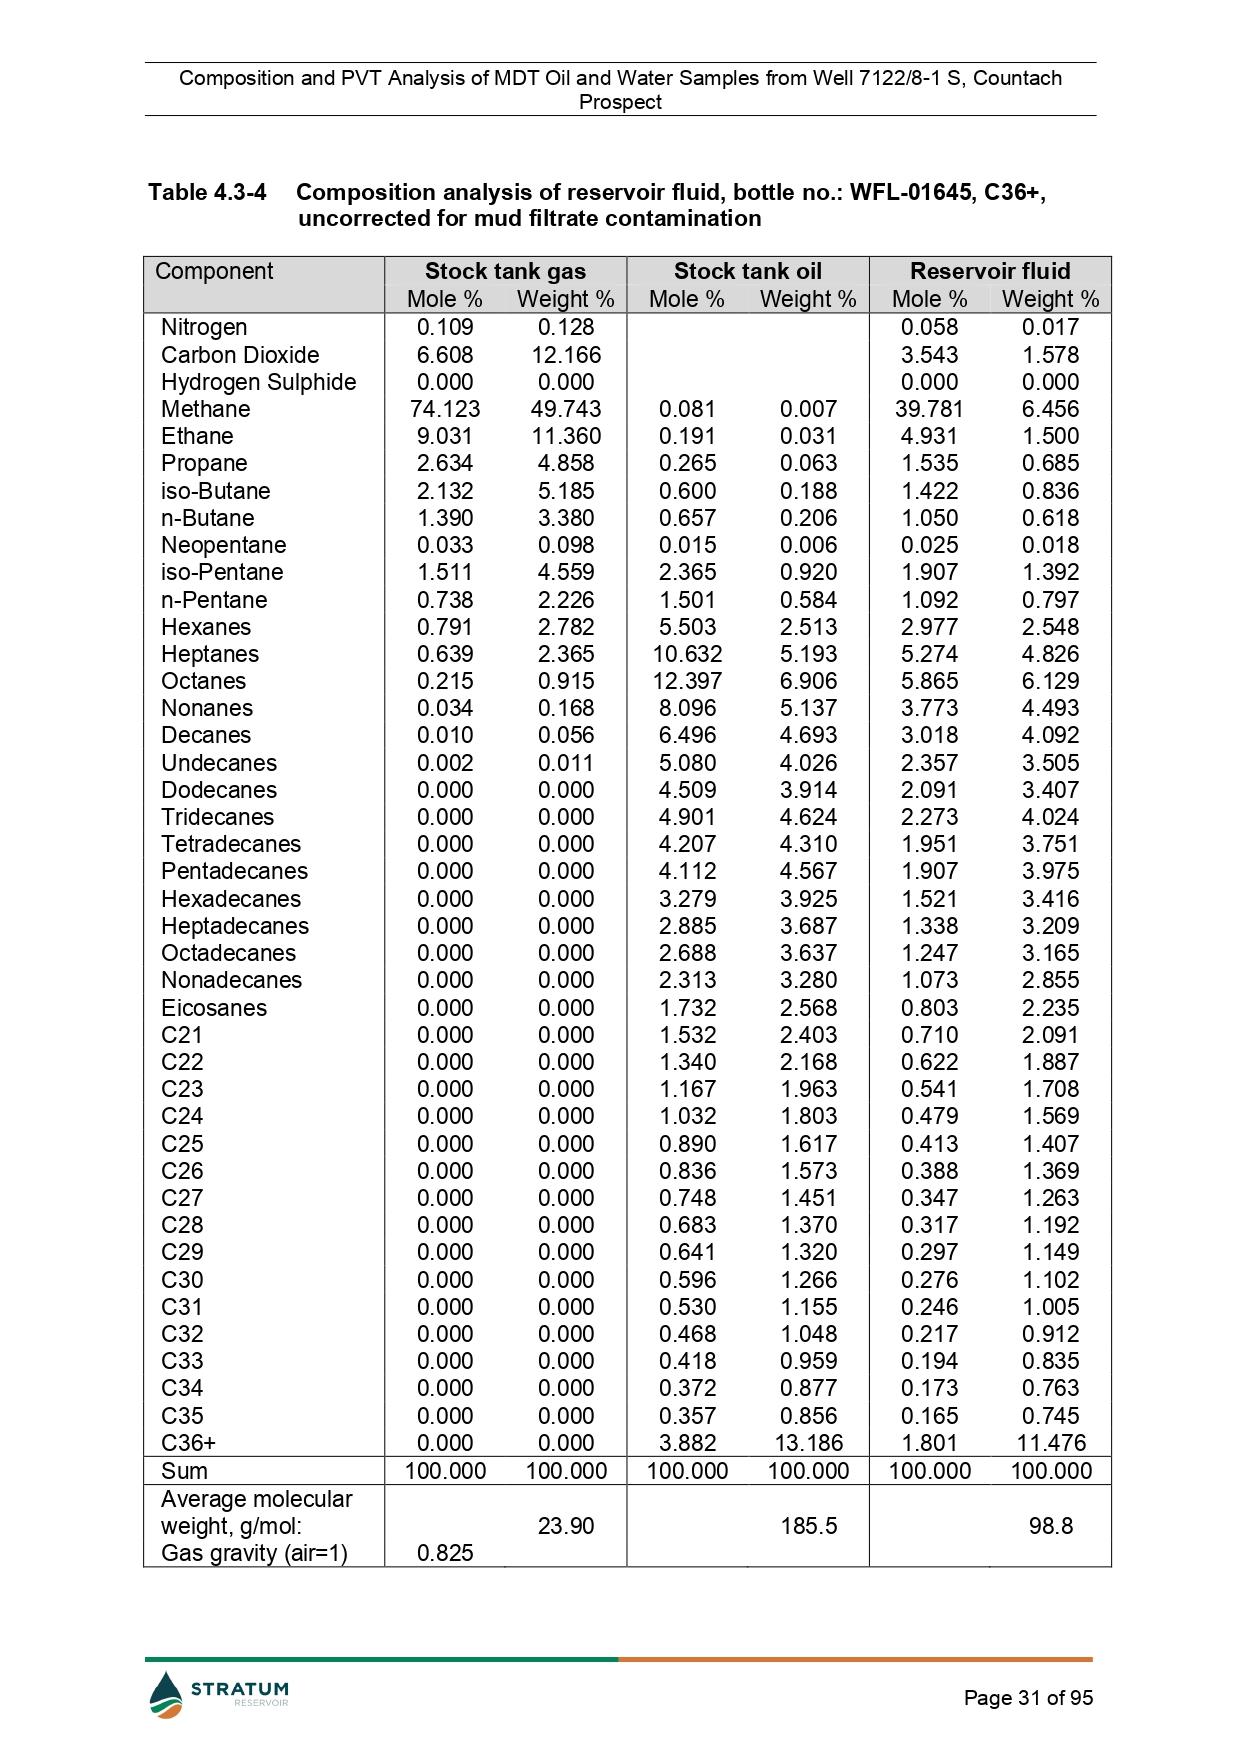 Composition and PVT Analysis of MDT Oil and Water Samples from Well 7122/8-1 S, Countach
Prospect
Table 4.3-4 Composition analysis of reservoir fluid, bottle no.: WFL-01645, C36+,
uncorrected for mud filtrate contamination
Component Stock tank gas Stock tank oil Reservoir fluid
Mole % Weight % Mole % Weight % Mole % Weight %
Nitrogen 0.109 0.128 0.058 0.017
Carbon Dioxide 6.608 12.166 3.543 1.578
Hydrogen Sulphide 0.000 0.000 0.000 0.000
Methane 74.123 49.743 0.081 0.007 39.781 6.456
Ethane 9.031 11.360 0.191 0.031 4.931 1.500
Propane 2.634 4.858 0.265 0.063 1.535 0.685
iso-Butane 2.132 5.185 0.600 0.188 1.422 0.836
n-Butane 1.390 3.380 0.657 0.206 1.050 0.618
Neopentane 0.033 0.098 0.015 0.006 0.025 0.018
iso-Pentane 1.511 4.559 2.365 0.920 1.907 1.392
n-Pentane 0.738 2.226 1.501 0.584 1.092 0.797
Hexanes 0.791 2.782 5.503 2.513 2.977 2.548
Heptanes 0.639 2.365 10.632 5.193 5.274 4.826
Octanes 0.215 0.915 12.397 6.906 5.865 6.129
Nonanes 0.034 0.168 8.096 5.137 3.773 4.493
Decanes 0.010 0.056 6.496 4.693 3.018 4.092
Undecanes 0.002 0.011 5.080 4.026 2.357 3.505
Dodecanes 0.000 0.000 4.509 3.914 2.091 3.407
Tridecanes 0.000 0.000 4.901 4.624 2.273 4.024
Tetradecanes 0.000 0.000 4.207 4.310 1.951 3.751
Pentadecanes 0.000 0.000 4.112 4.567 1.907 3.975
Hexadecanes 0.000 0.000 3.279 3.925 1.521 3.416
Heptadecanes 0.000 0.000 2.885 3.687 1.338 3.209
Octadecanes 0.000 0.000 2.688 3.637 1.247 3.165
Nonadecanes 0.000 0.000 2.313 3.280 1.073 2.855
Eicosanes 0.000 0.000 1.732 2.568 0.803 2.235
C21 0.000 0.000 1.532 2.403 0.710 2.091
C22 0.000 0.000 1.340 2.168 0.622 1.887
C23 0.000 0.000 1.167 1.963 0.541 1.708
C24 0.000 0.000 1.032 1.803 0.479 1.569
C25 0.000 0.000 0.890 1.617 0.413 1.407
C26 0.000 0.000 0.836 1.573 0.388 1.369
C27 0.000 0.000 0.748 1.451 0.347 1.263
C28 0.000 0.000 0.683 1.370 0.317 1.192
C29 0.000 0.000 0.641 1.320 0.297 1.149
C30 0.000 0.000 0.596 1.266 0.276 1.102
C31 0.000 0.000 0.530 1.155 0.246 1.005
C32 0.000 0.000 0.468 1.048 0.217 0.912
C33 0.000 0.000 0.418 0.959 0.194 0.835
C34 0.000 0.000 0.372 0.877 0.173 0.763
C35 0.000 0.000 0.357 0.856 0.165 0.745
C36+ 0.000 0.000 3.882 13.186 1.801 11.476
Sum 100.000 100.000 100.000 100.000 100.000 100.000
Average molecular
weight, g/mol: 23.90 185.5 98.8
Gas gravity (air=1) 0.825
STRATUM
RESERVOIR
Page 31 of 95